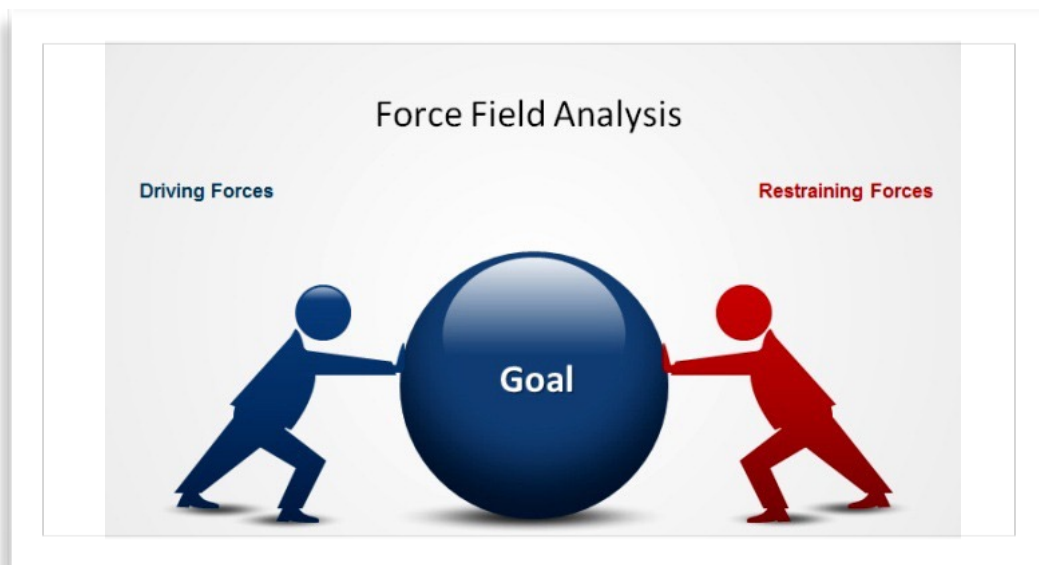 Force Field Analysis
Driving Forces
Restraining Forces
Goal